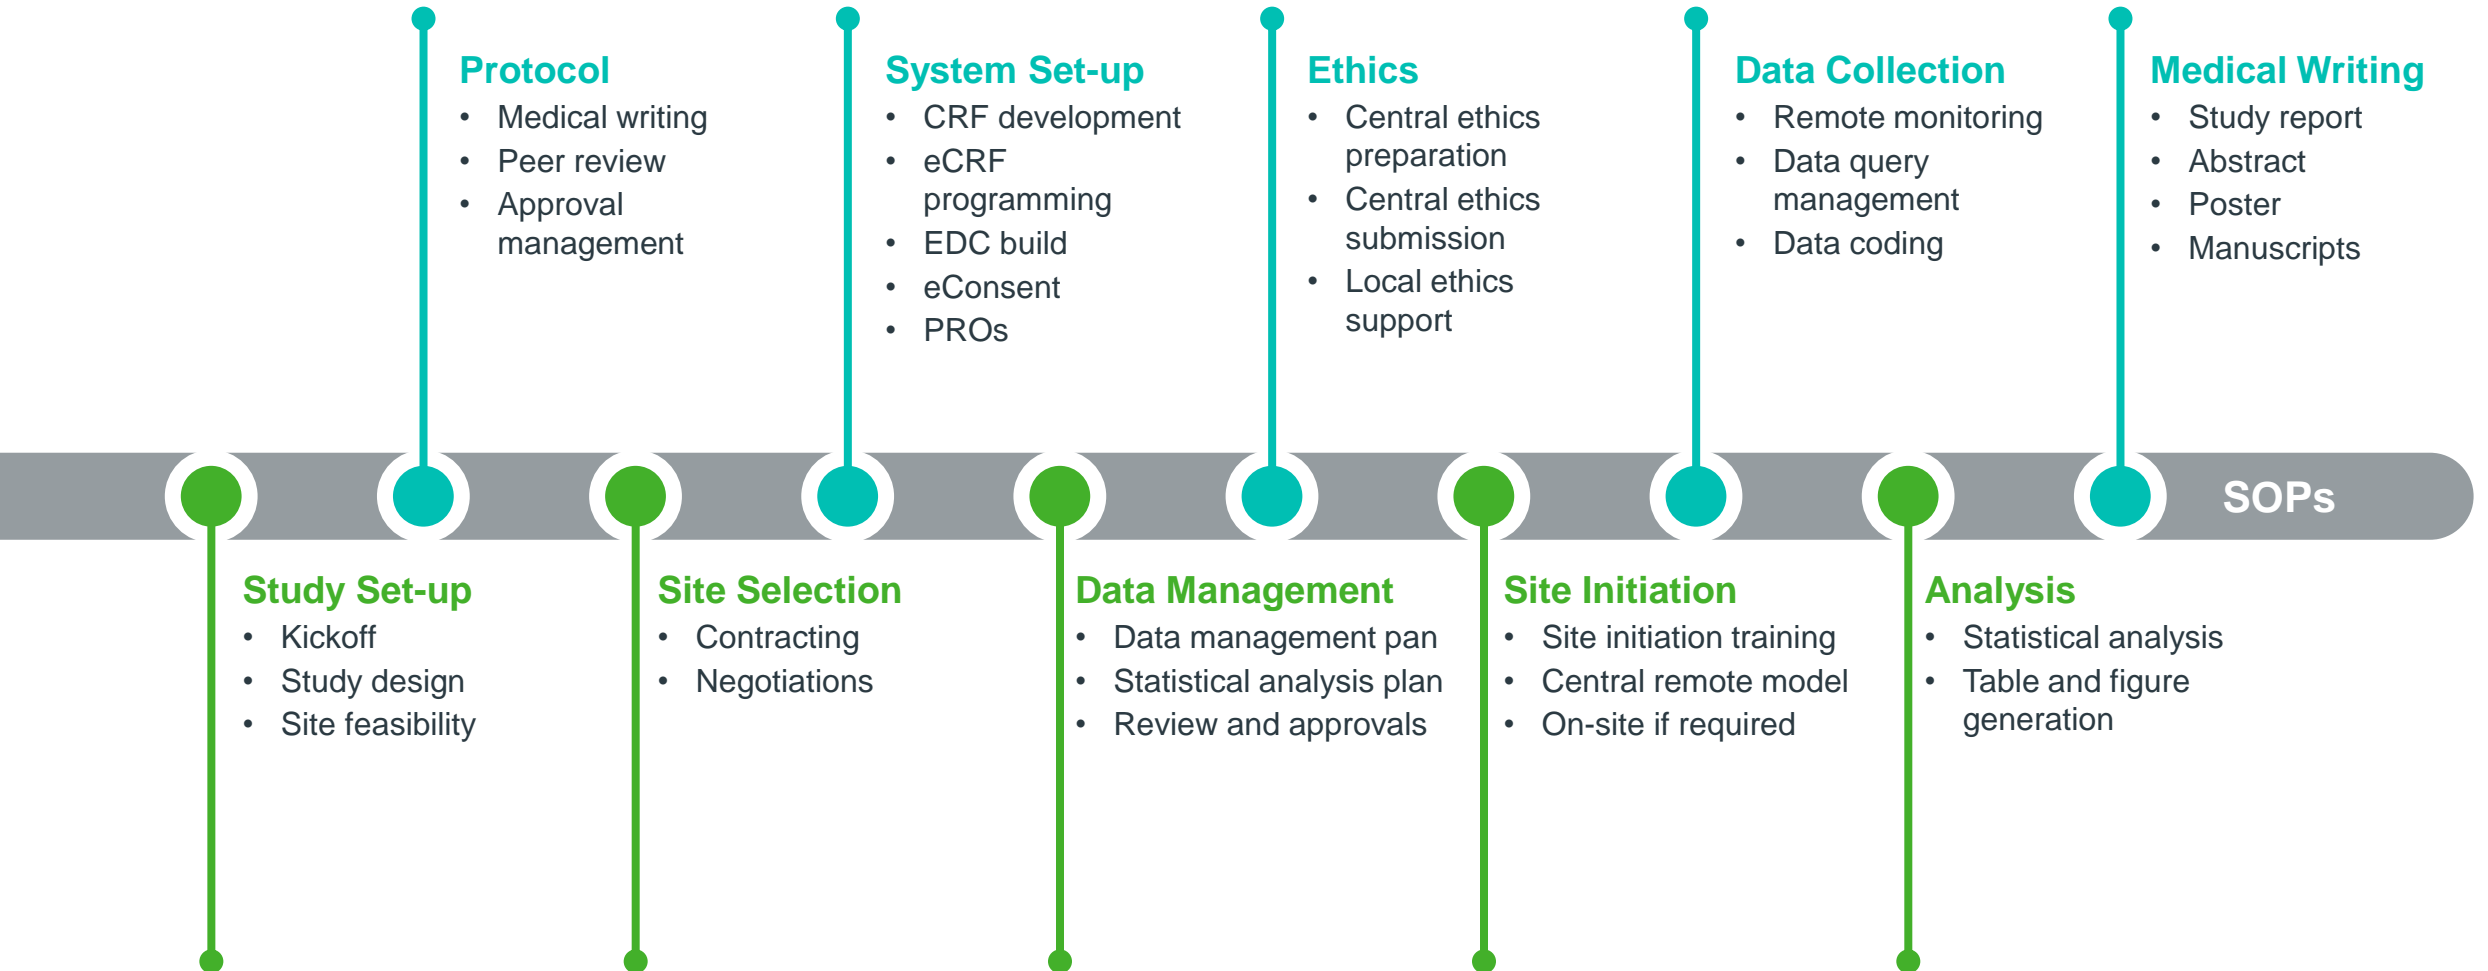 Protocol
• Medical writing
• Peer review
• Approval
management
System Set-up
• CRF development
• eCRF
programming
• EDC build
• eConsent
• PROs
Ethics
• Central ethics
preparation
• Central ethics
submission
• Local ethics
support
Data Collection
• Remote monitoring
• Data query
management
• Data coding
Medical Writing
• Study report
• Abstract
• Poster
• Manuscripts
SOPs
Study Set-up
• Kickoff
• Study design
• Site feasibility
Site Selection
• Contracting
• Negotiations
Data Management
• Data management pan
• Statistical analysis plan
• Review and approvals
Site Initiation
• Site initiation training
• Central remote model
• On-site if required
Analysis
• Statistical analysis
• Table and figure
generation